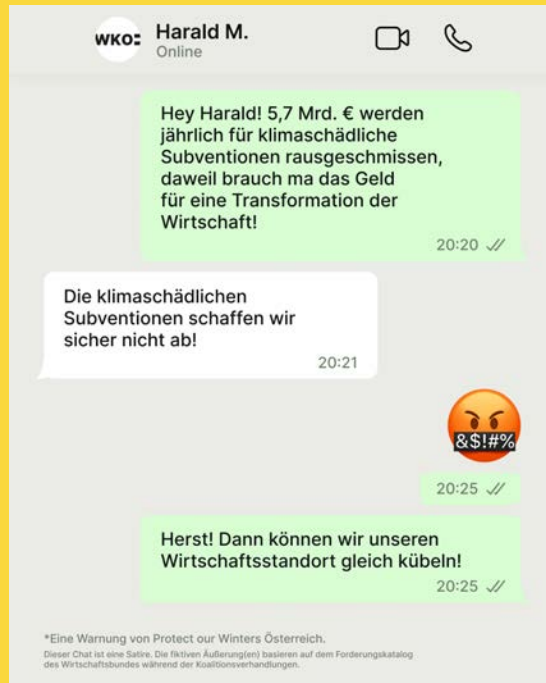 WKO:
Harald M.
Online
Hey Harald! 5,7 Mrd. € werden
jährlich für klimaschädliche
Subventionen rausgeschmissen,
daweil brauch ma das Geld
für eine Transformation der
Wirtschaft!
20:20
Die klimaschädlichen
Subventionen schaffen wir
sicher nicht ab!
20:21
&$!#%
20:25
Herst! Dann können wir unseren
Wirtschaftsstandort gleich kübeln!
20:25
*Eine Warnung von Protect our Winters Österreich.
Dieser Chat ist eine Satire. Die fiktiven Äußerung(en) basieren auf dem Forderungskatalog
des Wirtschaftsbundes während der Koalitionsverhandlungen.